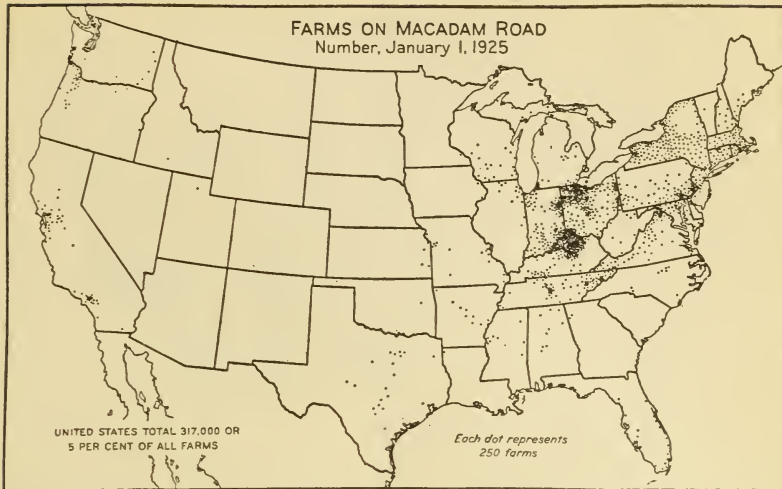 FARMS ON MACADAM ROAD
Number, January 1, 1925
UNITED STATES TOTAL 317,000 OR
5 PER CENT OF ALL FARMS
Each dot represents
250 farms